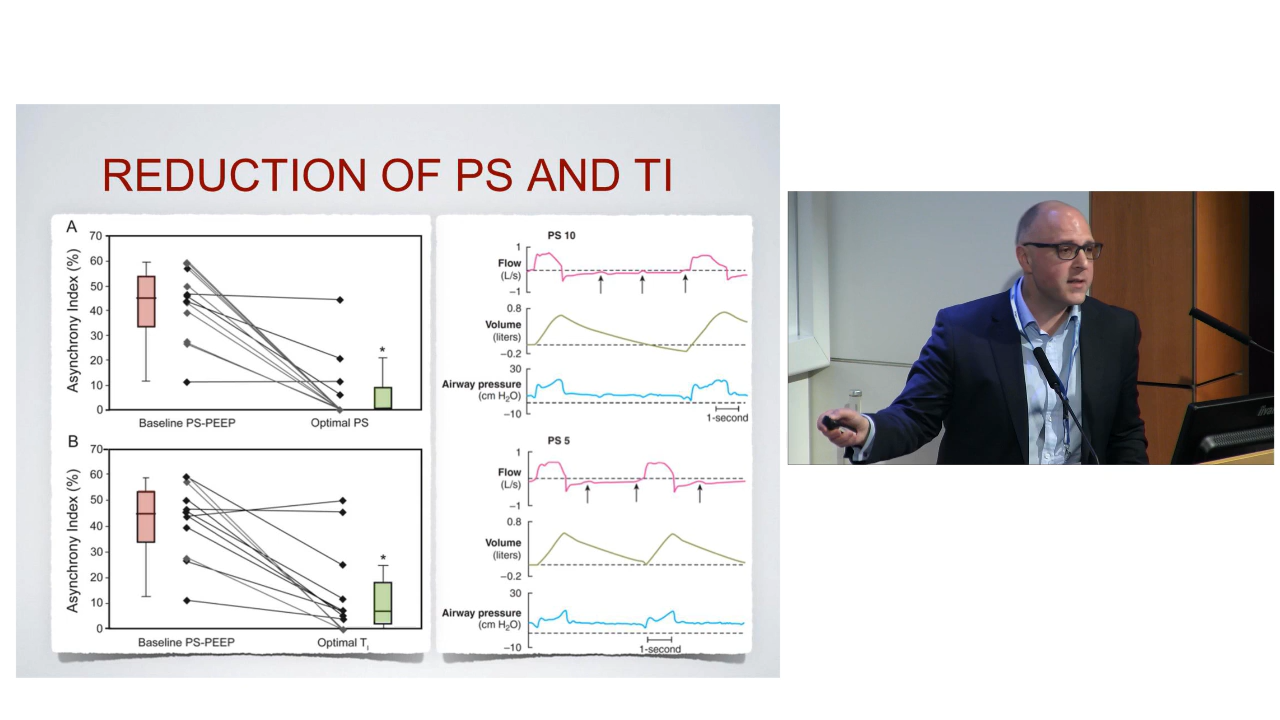 REDUCTION OF PS AND TI
A
70
60
50
40
30
20
10
0
Asynchrony Index (%)
*
Baseline PS-PEEP
Optimal PS
B
70
60
50
40
30
20
10
0
Asynchrony Index (%)
*
Baseline PS-PEEP
Optimal TI
PS 10
1
Flow
(L/s)
–1
0.8
Volume
(liters)
–0.2
30
Airway pressure
(cm H2O)
–10
1-second
PS 5
1
Flow
(L/s)
–1
0.8
Volume
(liters)
–0.2
30
Airway pressure
(cm H2O)
–10
1-second